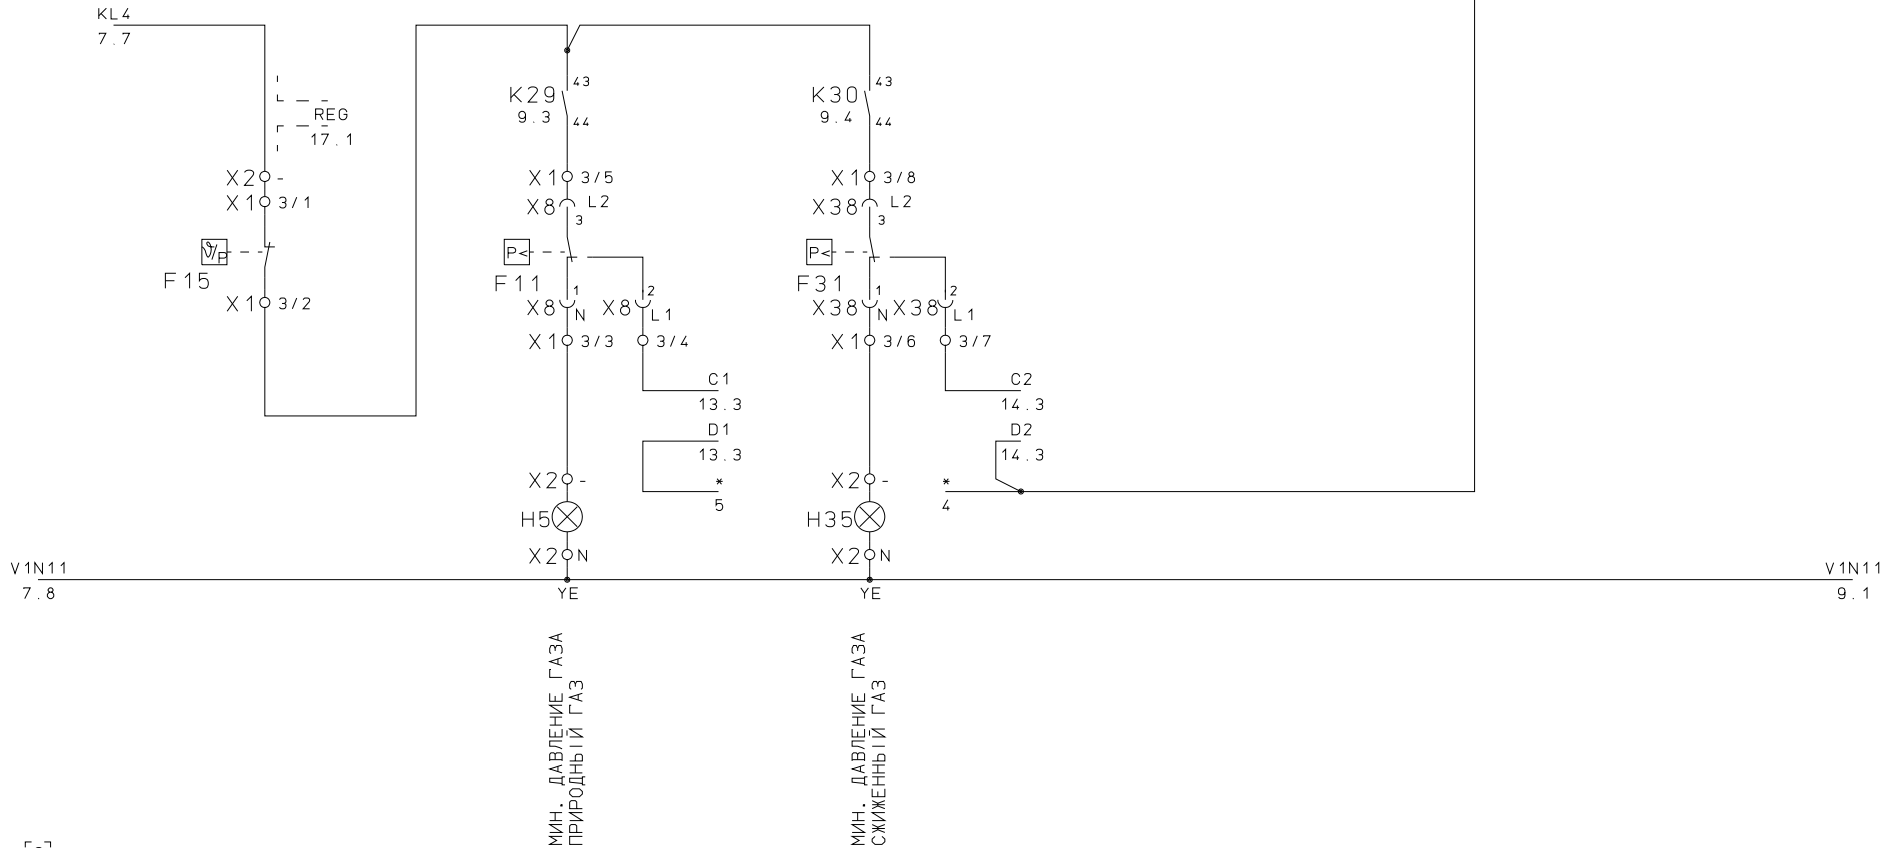 KL4
7.7
REG
17.1
K29
9.3
43
44
K30
9.4
43
44
X2 -
X1 3/1
X1 3/5
X8 L2
3
X1 3/8
X38 L2
3
ϑ/P
F15
X1 3/2
P<
F11
1
2
X8 N
X8 L1
X1 3/3
3/4
P<
F31
1
2
X38 N
X38 L1
X1 3/6
3/7
C1
13.3
D1
13.3
*
5
C2
14.3
D2
14.3
*
4
X2 -
H5
X2 N
X2 -
H35
X2 N
V1N11
7.8
YE
YE
V1N11
9.1
МИН. ДАВЛЕНИЕ ГАЗА
ПРИРОДНЫЙ ГАЗ
МИН. ДАВЛЕНИЕ ГАЗА
СЖИЖЕННЫЙ ГАЗ